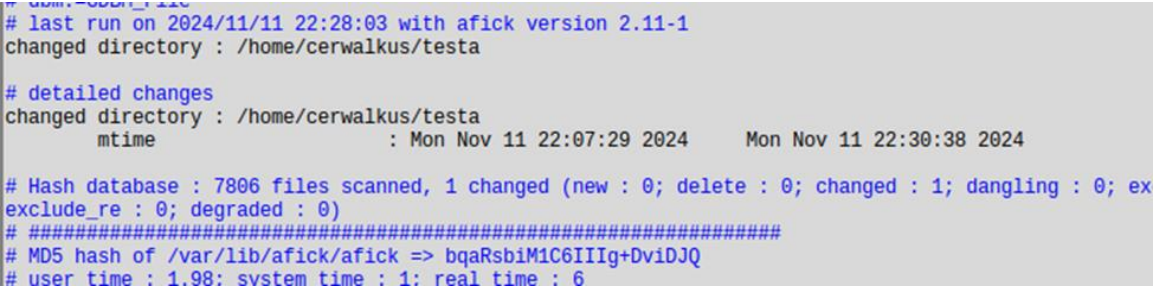 # dbm:=GDBM_File
# last run on 2024/11/11 22:28:03 with afick version 2.11-1
changed directory : /home/cerwalkus/testa
# detailed changes
changed directory : /home/cerwalkus/testa
mtime : Mon Nov 11 22:07:29 2024 Mon Nov 11 22:30:38 2024
# Hash database : 7806 files scanned, 1 changed (new : 0; delete : 0; changed : 1; dangling : 0; ex
exclude_re : 0; degraded : 0)
# #################################################################
# MD5 hash of /var/lib/afick/afick => bqaRsbiM1C6IIIg+DviDJQ
# user time : 1.98; system time : 1; real time : 6